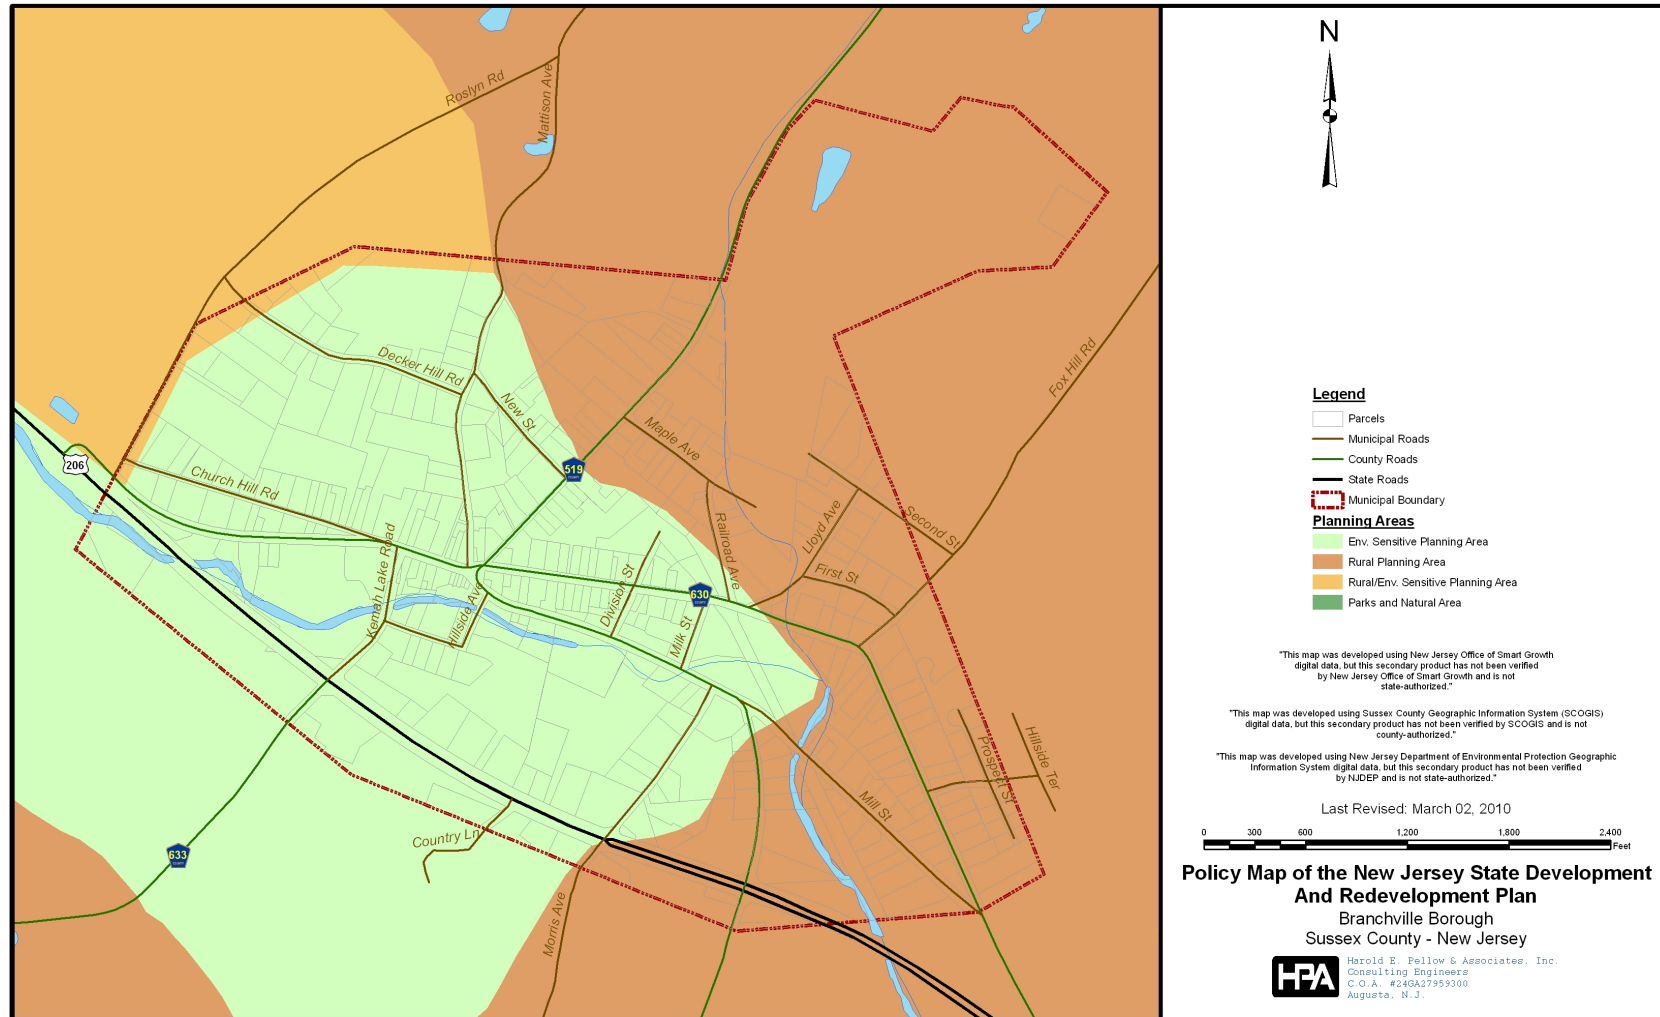 N
Roslyn Rd
Mattison Ave
Decker Hill Rd
New St
Maple Ave
Fox Hill Rd
519
206
Church Hill Rd
Railroad Ave
Lloyd Ave
Second St
First St
Kemah Lake Road
Hillside Ave
Division St
630
Milk St
Prospect St
Hillside Ter
Mill St
Country Ln
633
Morris Ave
Legend
Parcels
Municipal Roads
County Roads
State Roads
Municipal Boundary
Planning Areas
Env. Sensitive Planning Area
Rural Planning Area
Rural/Env. Sensitive Planning Area
Parks and Natural Area
"This map was developed using New Jersey Office of Smart Growth
digital data, but this secondary product has not been verified
by New Jersey Office of Smart Growth and is not
state-authorized."
"This map was developed using Sussex County Geographic Information System (SCOGIS)
digital data, but this secondary product has not been verified by SCOGIS and is not
county-authorized."
"This map was developed using New Jersey Department of Environmental Protection Geographic
Information System digital data, but this secondary product has not been verified
by NJDEP and is not state-authorized."
Last Revised: March 02, 2010
0 300 600 1,200 1,800 2,400
Feet
Policy Map of the New Jersey State Development
And Redevelopment Plan
Branchville Borough
Sussex County - New Jersey
HPA
Harold E. Pellow & Associates, Inc.
Consulting Engineers
C.O.A. #24GA27959300
Augusta, N.J.